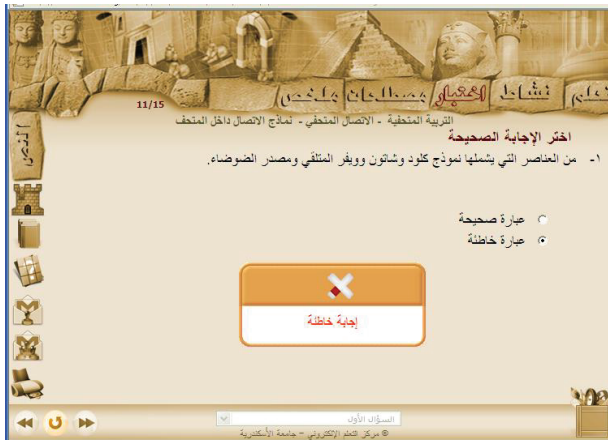 تعلم نشاط اختبار مصطلحات ملخص
11/15
التربية المتحفية - الاتصال المتحفي - نماذج الاتصال داخل المتحف
اختر الإجابة الصحيحة
١- من العناصر التي يشملها نموذج كلود وشاتون وويفر المتلقي ومصدر الضوضاء.
عبارة صحيحة
عبارة خاطئة
إجابة خاطئة
السؤال الأول
© مركز التعلم الإلكتروني - جامعة الأسكندرية